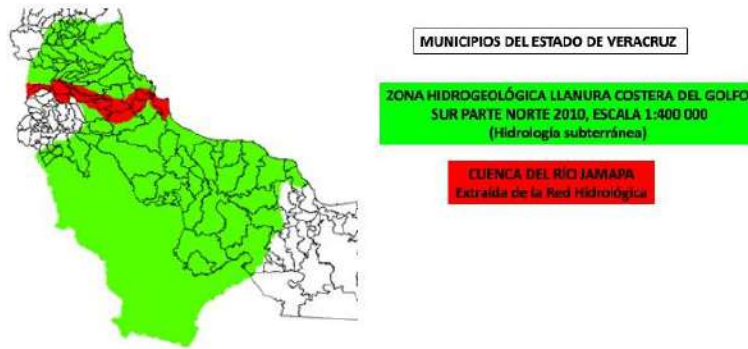 MUNICIPIOS DEL ESTADO DE VERACRUZ
ZONA HIDROGEOLÓGICA LLANURA COSTERA DEL GOLFO
SUR PARTE NORTE 2010, ESCALA 1:400 000
(Hidrología subterránea)
CUENCA DEL RÍO JAMAPA
Extraída de la Red Hidrológica